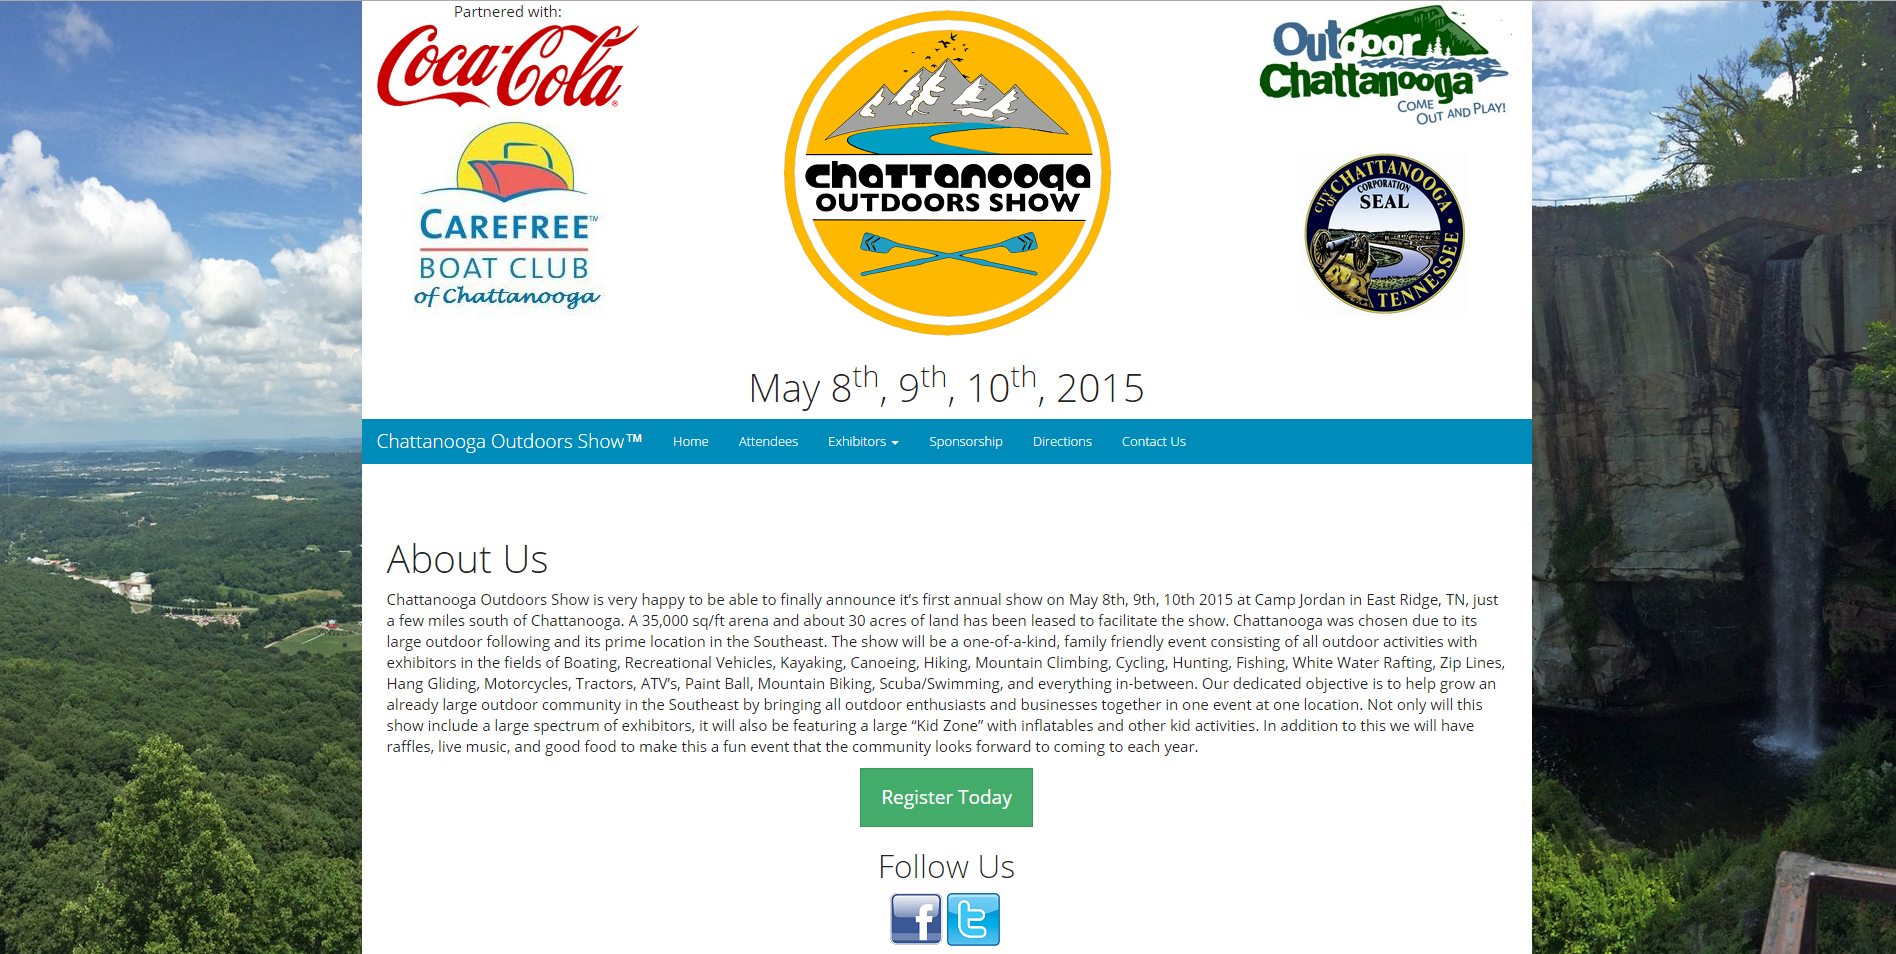 Partnered with:
Coca-Cola
®
CAREFREE™
BOAT CLUB
of Chattanooga
chattanooga
OUTDOORS SHOW
Outdoor
Chattanooga
COME
OUT AND PLAY!
CITY OF CHATTANOOGA • TENNESSEE
CORPORATION
SEAL
May 8th, 9th, 10th, 2015
Chattanooga Outdoors Show™ Home Attendees Exhibitors Sponsorship Directions Contact Us
About Us
Chattanooga Outdoors Show is very happy to be able to finally announce it’s first annual show on May 8th, 9th, 10th 2015 at Camp Jordan in East Ridge, TN, just
a few miles south of Chattanooga. A 35,000 sq/ft arena and about 30 acres of land has been leased to facilitate the show. Chattanooga was chosen due to its
large outdoor following and its prime location in the Southeast. The show will be a one-of-a-kind, family friendly event consisting of all outdoor activities with
exhibitors in the fields of Boating, Recreational Vehicles, Kayaking, Canoeing, Hiking, Mountain Climbing, Cycling, Hunting, Fishing, White Water Rafting, Zip Lines,
Hang Gliding, Motorcycles, Tractors, ATV’s, Paint Ball, Mountain Biking, Scuba/Swimming, and everything in-between. Our dedicated objective is to help grow an
already large outdoor community in the Southeast by bringing all outdoor enthusiasts and businesses together in one event at one location. Not only will this
show include a large spectrum of exhibitors, it will also be featuring a large “Kid Zone” with inflatables and other kid activities. In addition to this we will have
raffles, live music, and good food to make this a fun event that the community looks forward to coming to each year.
Register Today
Follow Us
f t